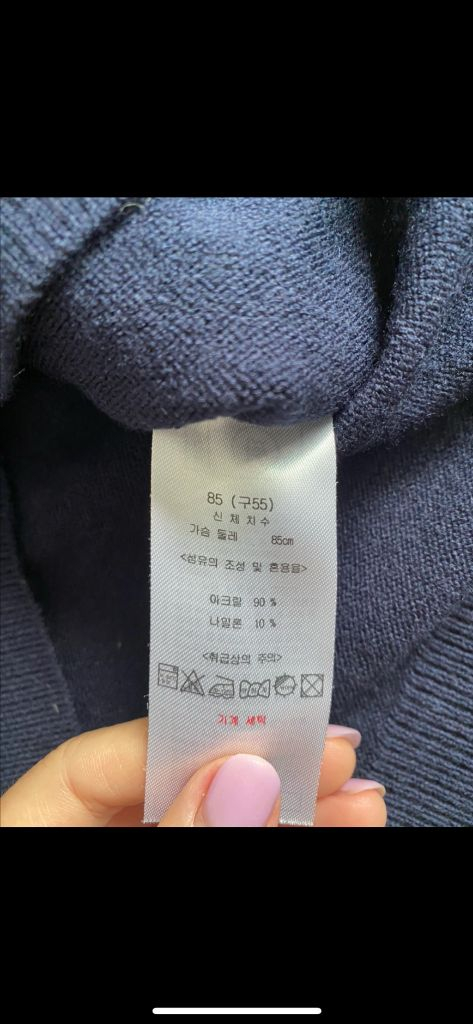 85 (구55)
신 체 치 수
가슴 둘레 85cm
<섬유의 조성 및 혼용율>
아크릴 90 %
나일론 10 %
<취급상의 주의>
기계 세탁